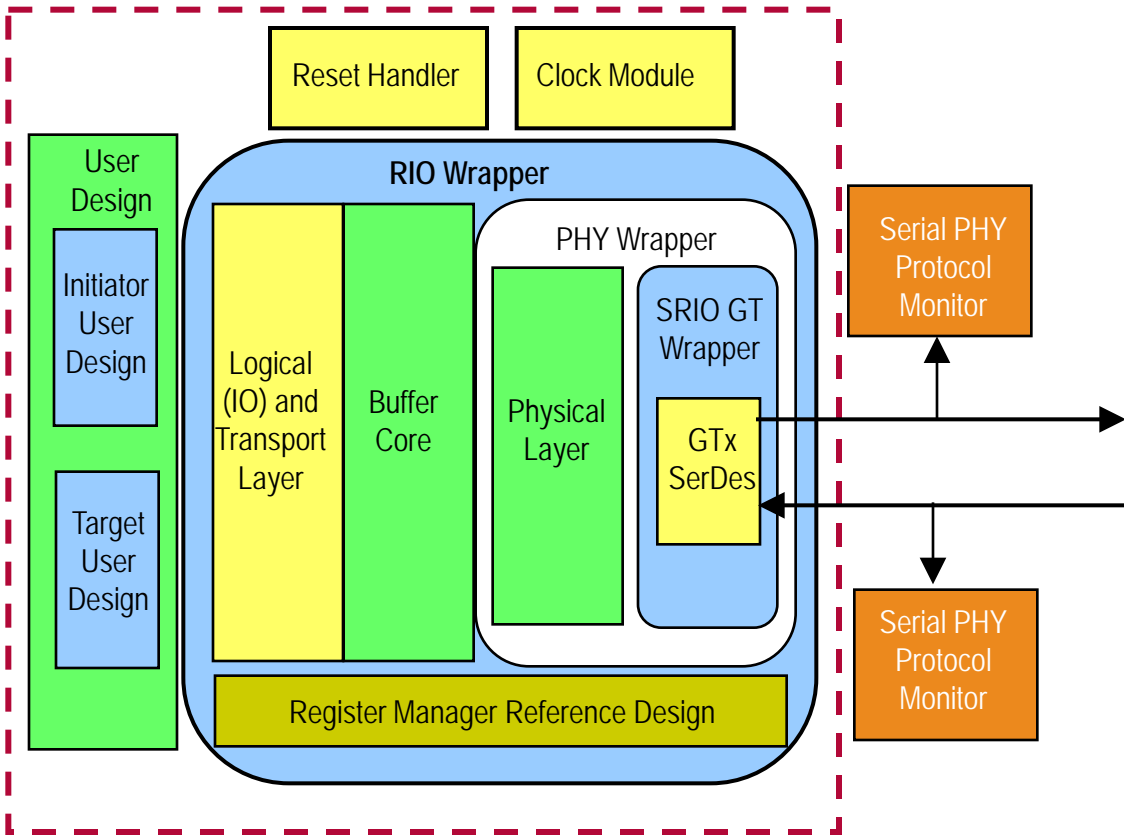 Reset Handler
Clock Module
User
Design
Initiator
User
Design
Target
User
Design
RIO Wrapper
Logical
(IO) and
Transport
Layer
Buffer
Core
PHY Wrapper
Physical
Layer
SRIO GT
Wrapper
GTx
SerDes
Register Manager Reference Design
Serial PHY
Protocol
Monitor
Serial PHY
Protocol
Monitor